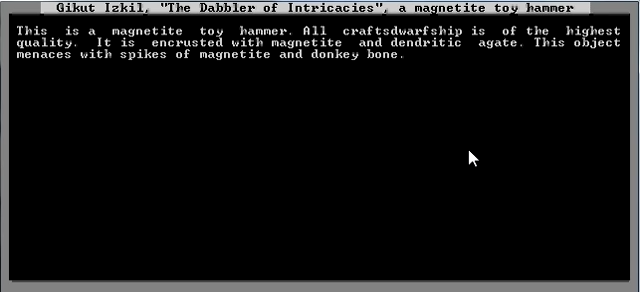 Gikut Izkil, "The Dabbler of Intricacies", a magnetite toy hammer
This is a magnetite toy hammer. All craftsdwarfship is of the highest
quality. It is encrusted with magnetite and dendritic agate. This object
menaces with spikes of magnetite and donkey bone.